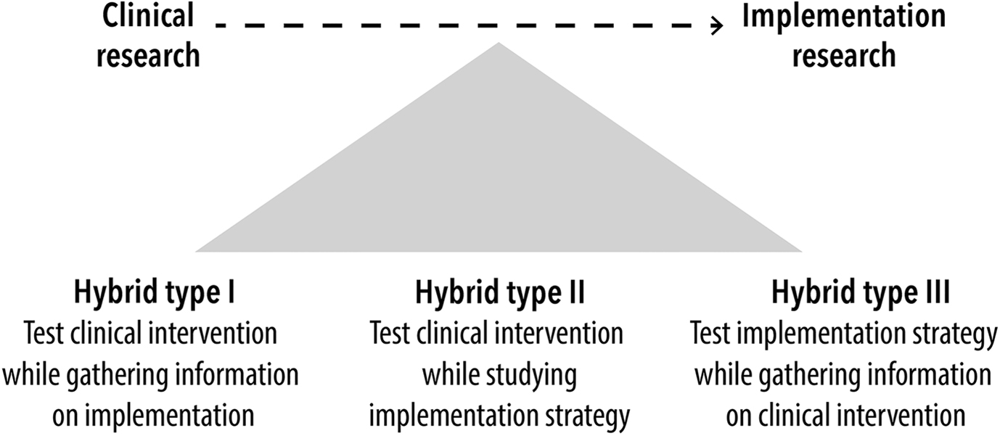 Clinical
research
Implementation
research
Hybrid type I
Test clinical intervention
while gathering information
on implementation
Hybrid type II
Test clinical intervention
while studying
implementation strategy
Hybrid type III
Test implementation strategy
while gathering information
on clinical intervention